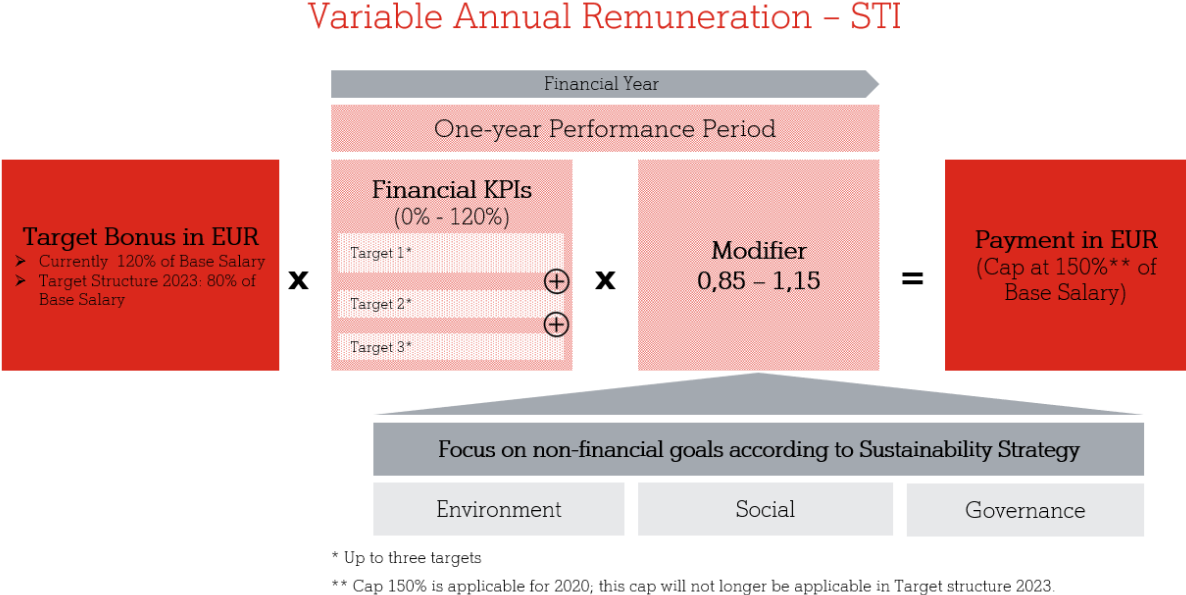 Variable Annual Remuneration – STI
Financial Year
One-year Performance Period
Target Bonus in EUR
➢ Currently 120% of Base Salary
➢ Target Structure 2023: 80% of
Base Salary
x
Financial KPIs
(0% - 120%)
Target 1*
+
Target 2*
+
Target 3*
x
Modifier
0,85 – 1,15
=
Payment in EUR
(Cap at 150%** of
Base Salary)
Focus on non-financial goals according to Sustainability Strategy
Environment
Social
Governance
* Up to three targets
** Cap 150% is applicable for 2020; this cap will not longer be applicable in Target structure 2023.